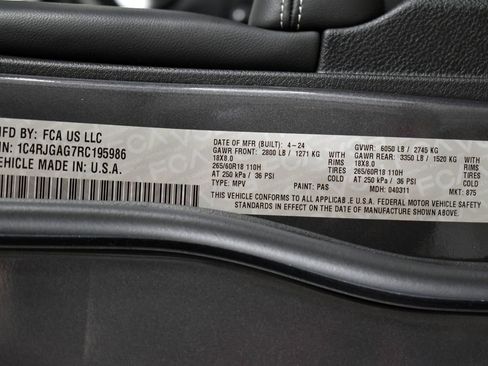 MFD BY: FCA US LLC
IN: 1C4RJGAG7RC195986
VEHICLE MADE IN: U.S.A.
DATE OF MFR (BUILT): 4-24 GVWR: 6050 LB / 2745 KG
GAWR FRONT: 2800 LB / 1271 KG WITH GAWR REAR: 3350 LB / 1520 KG WITH
18X8.0 RIMS 18X8.0 RIMS
265/60R18 110H TIRES 265/60R18 110H TIRES
AT 250 kPa / 36 PSI COLD AT 250 kPa / 36 PSI COLD
TYPE: MPV PAINT: PAS MDH: 040311 MKT: 875
THIS VEHICLE CONFORMS TO ALL APPLICAB,E U.S.A. FEDERAL MOTOR VEHICLE SAFETY
STANDARDS IN EFFECT ON THE DATE OF MANUFACTURE SHOWN ABOVE